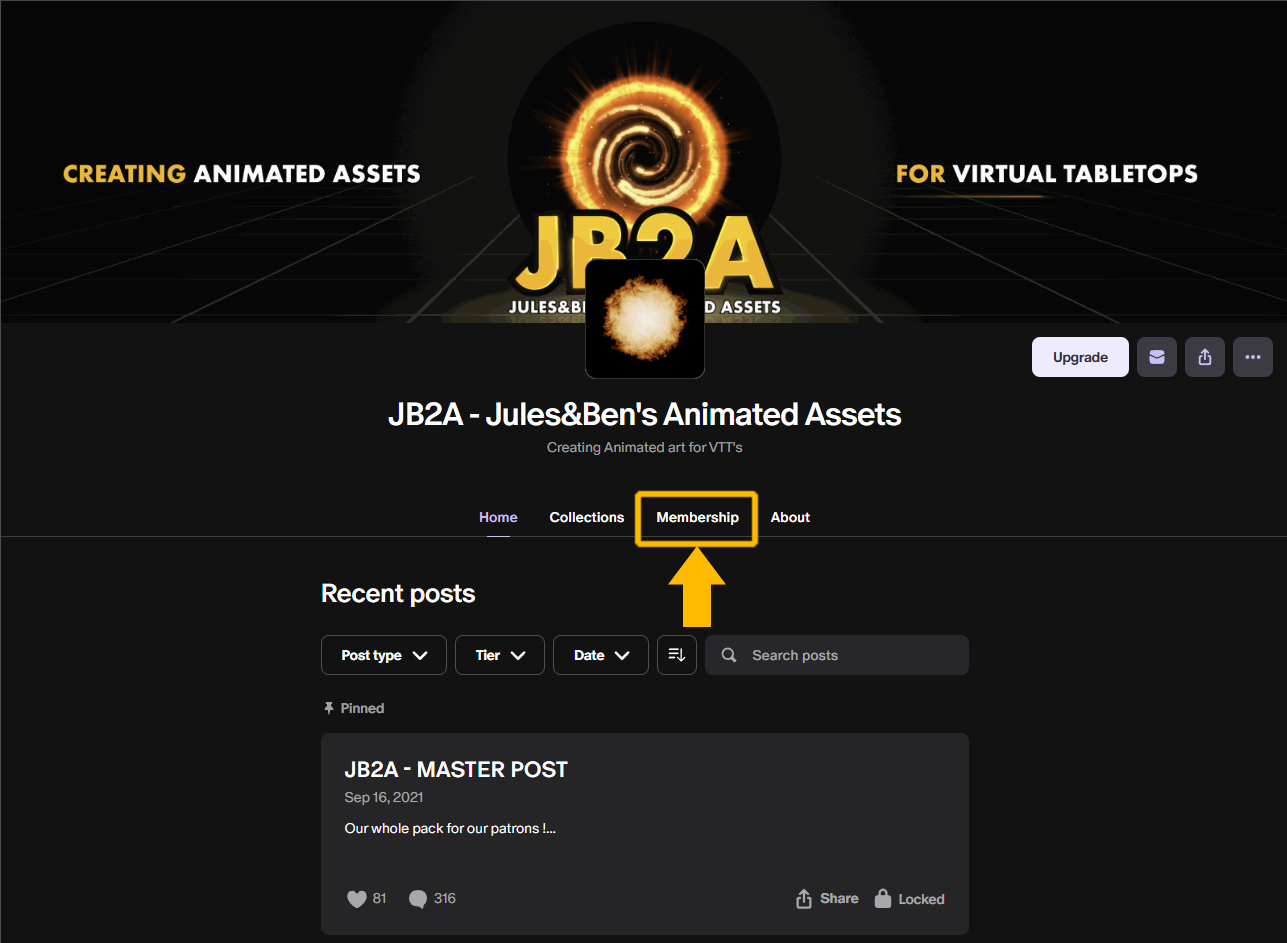 CREATING ANIMATED ASSETS
FOR VIRTUAL TABLETOPS
JB2A
JULES&BE D ASSETS
Upgrade
JB2A - Jules&Ben's Animated Assets
Creating Animated art for VTT's
Home Collections Membership About
Recent posts
Post type Tier Date Search posts
Pinned
JB2A - MASTER POST
Sep 16, 2021
Our whole pack for our patrons !...
81 316 Share Locked